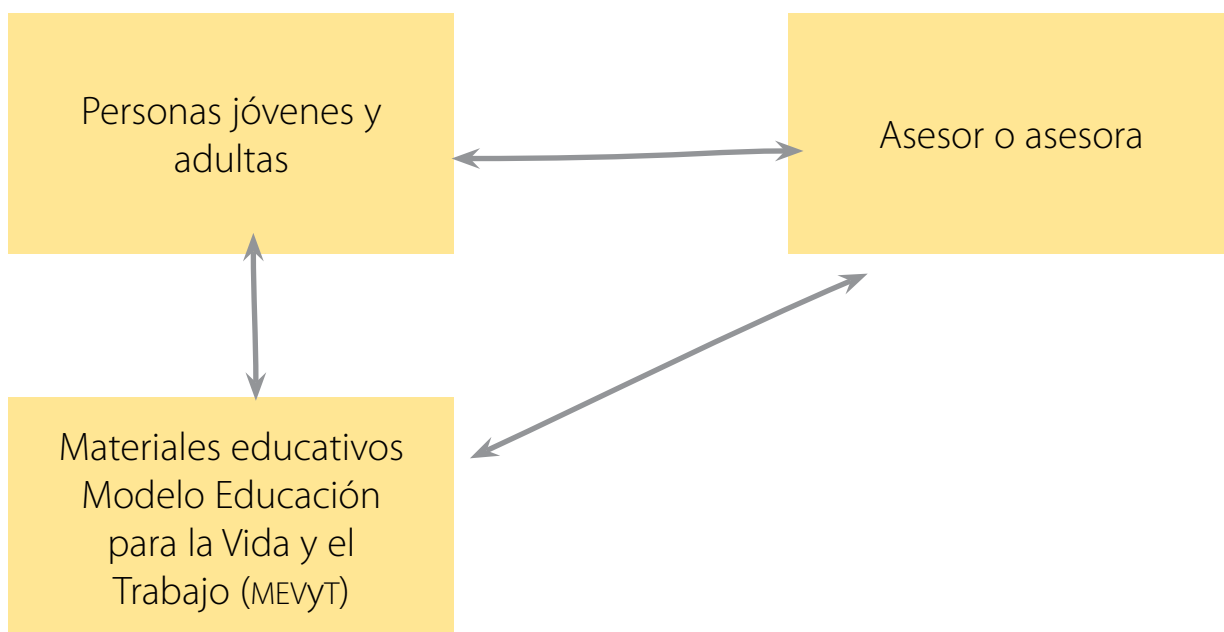 Personas jóvenes y
adultas
Asesor o asesora
Materiales educativos
Modelo Educación
para la Vida y el
Trabajo (MEVyT)